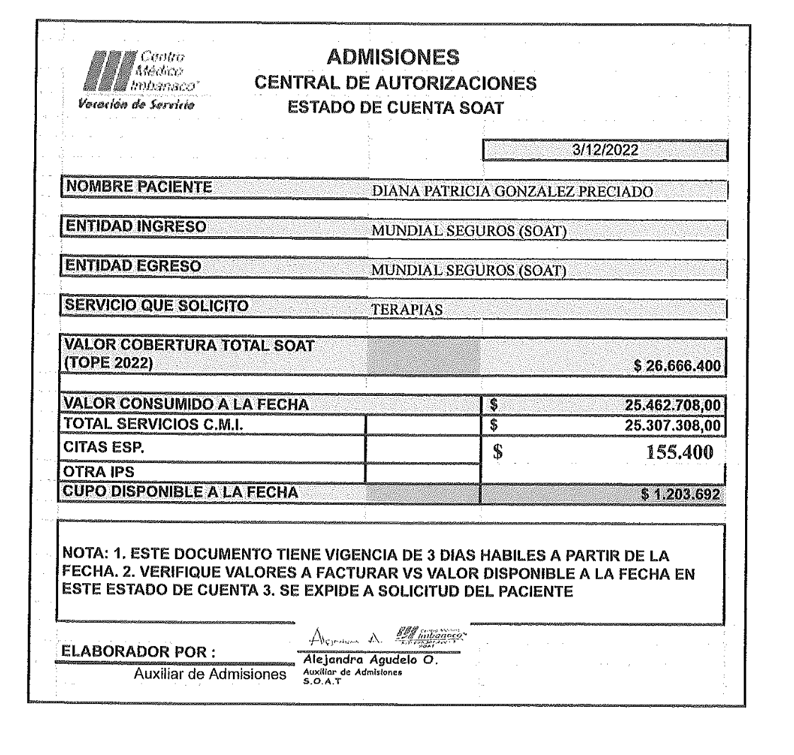 Centro
Médico
Imbanaco
Vocación de Servicio
ADMISIONES
CENTRAL DE AUTORIZACIONES
ESTADO DE CUENTA SOAT
3/12/2022
NOMBRE PACIENTE DIANA PATRICIA GONZALEZ PRECIADO
ENTIDAD INGRESO MUNDIAL SEGUROS (SOAT)
ENTIDAD EGRESO MUNDIAL SEGUROS (SOAT)
SERVICIO QUE SOLICITO TERAPIAS
VALOR COBERTURA TOTAL SOAT
(TOPE 2022) $ 26.666.400
VALOR CONSUMIDO A LA FECHA $ 25.462.708,00
TOTAL SERVICIOS C.M.I. $ 25.307.308,00
CITAS ESP. $ 155.400
OTRA IPS
CUPO DISPONIBLE A LA FECHA $ 1.203.692
NOTA: 1. ESTE DOCUMENTO TIENE VIGENCIA DE 3 DIAS HABILES A PARTIR DE LA
FECHA. 2. VERIFIQUE VALORES A FACTURAR VS VALOR DISPONIBLE A LA FECHA EN
ESTE ESTADO DE CUENTA 3. SE EXPIDE A SOLICITUD DEL PACIENTE
Alejandra A.
Imbanaco
ELABORADOR POR :
Alejandra Agudelo O.
Auxiliar de Admisiones
Auxiliar de Admisiones
S.O.A.T